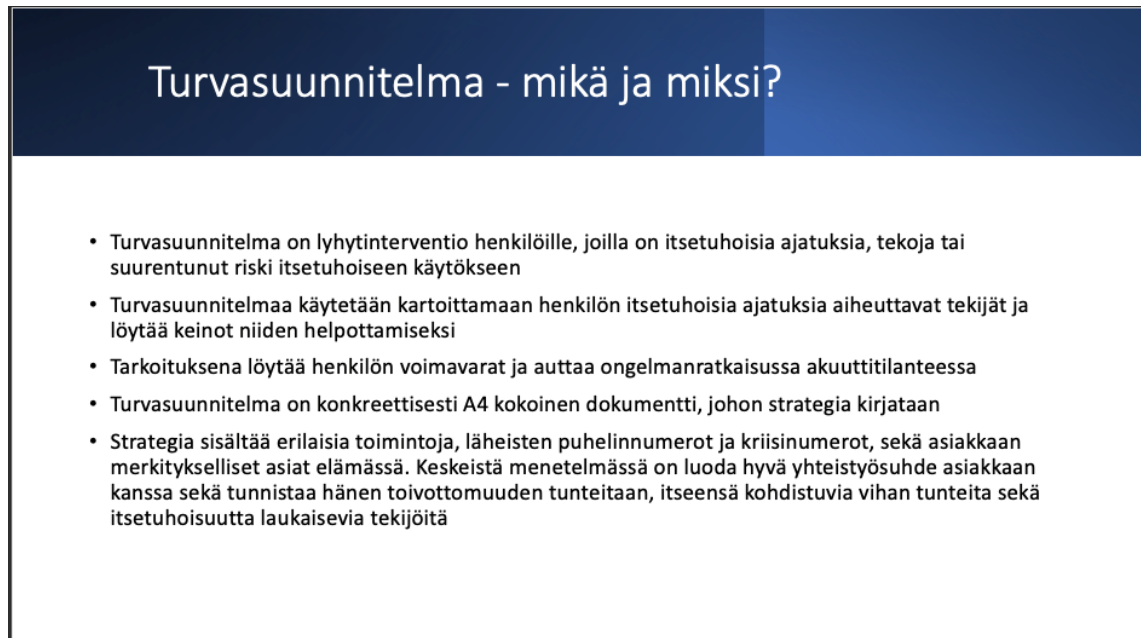 Turvasuunnitelma - mikä ja miksi?
• Turvasuunnitelma on lyhytinterventio henkilöille, joilla on itsetuhoisia ajatuksia, tekoja tai
suurentunut riski itsetuhoiseen käytökseen
• Turvasuunnitelmaa käytetään kartoittamaan henkilön itsetuhoisia ajatuksia aiheuttavat tekijät ja
löytää keinot niiden helpottamiseksi
• Tarkoituksena löytää henkilön voimavarat ja auttaa ongelmanratkaisussa akuuttitilanteessa
• Turvasuunnitelma on konkreettisesti A4 kokoinen dokumentti, johon strategia kirjataan
• Strategia sisältää erilaisia toimintoja, läheisten puhelinnumerot ja kriisinumerot, sekä asiakkaan
merkitykselliset asiat elämässä. Keskeistä menetelmässä on luoda hyvä yhteistyösuhde asiakkaan
kanssa sekä tunnistaa hänen toivottomuuden tunteitaan, itseensä kohdistuvia vihan tunteita sekä
itsetuhoisuutta laukaisevia tekijöitä